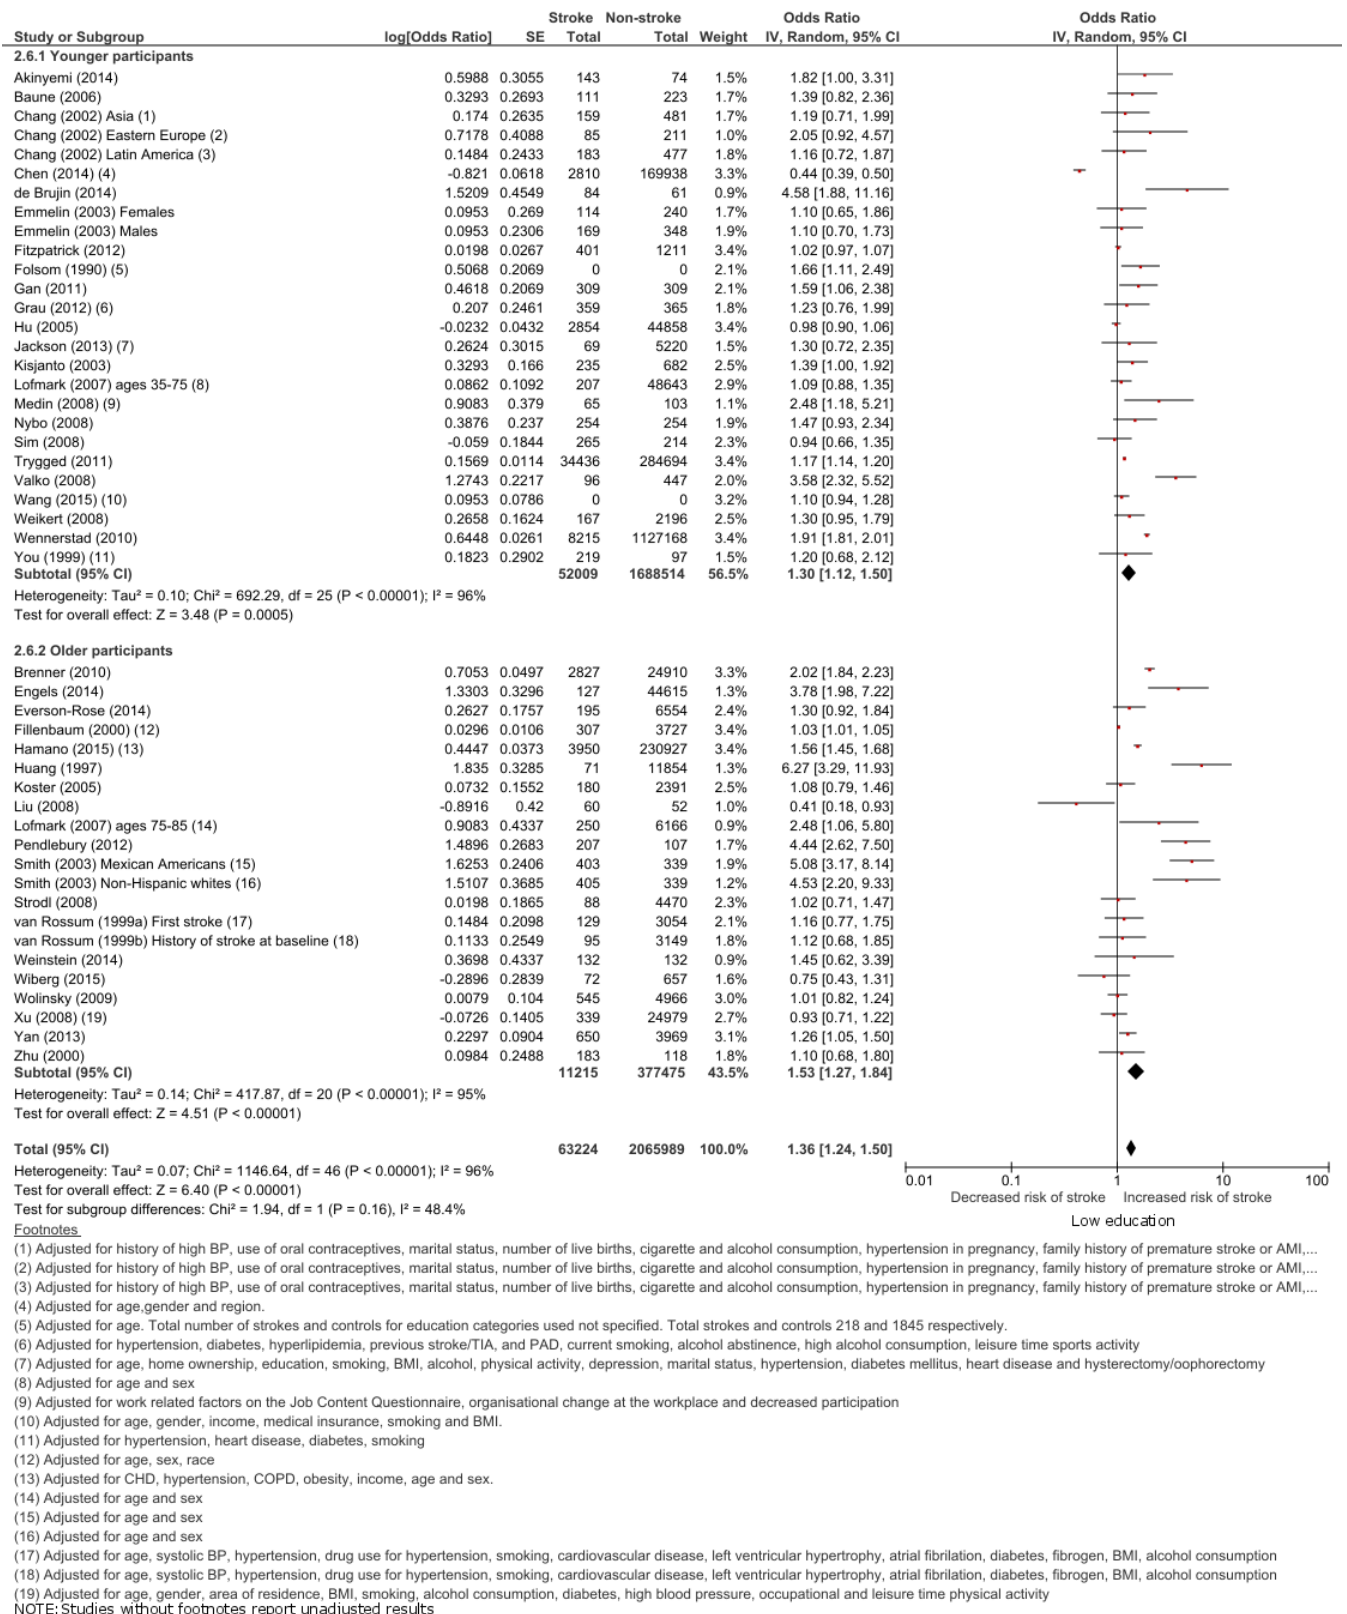 Stroke Non-stroke Odds Ratio Odds Ratio
Study or Subgroup log[Odds Ratio] SE Total Total Weight IV, Random, 95% CI IV, Random, 95% CI
2.6.1 Younger participants
Akinyemi (2014) 0.5988 0.3055 143 74 1.5% 1.82 [1.00, 3.31]
Baune (2006) 0.3293 0.2693 111 223 1.7% 1.39 [0.82, 2.36]
Chang (2002) Asia (1) 0.174 0.2635 159 481 1.7% 1.19 [0.71, 1.99]
Chang (2002) Eastern Europe (2) 0.7178 0.4088 85 211 1.0% 2.05 [0.92, 4.57]
Chang (2002) Latin America (3) 0.1484 0.2433 183 477 1.8% 1.16 [0.72, 1.87]
Chen (2014) (4) -0.821 0.0618 2810 169938 3.3% 0.44 [0.39, 0.50]
de Brujin (2014) 1.5209 0.4549 84 61 0.9% 4.58 [1.88, 11.16]
Emmelin (2003) Females 0.0953 0.269 114 240 1.7% 1.10 [0.65, 1.86]
Emmelin (2003) Males 0.0953 0.2306 169 348 1.9% 1.10 [0.70, 1.73]
Fitzpatrick (2012) 0.0198 0.0267 401 1211 3.4% 1.02 [0.97, 1.07]
Folsom (1990) (5) 0.5068 0.2069 0 0 2.1% 1.66 [1.11, 2.49]
Gan (2011) 0.4618 0.2069 309 309 2.1% 1.59 [1.06, 2.38]
Grau (2012) (6) 0.207 0.2461 359 365 1.8% 1.23 [0.76, 1.99]
Hu (2005) -0.0232 0.0432 2854 44858 3.4% 0.98 [0.90, 1.06]
Jackson (2013) (7) 0.2624 0.3015 69 5220 1.5% 1.30 [0.72, 2.35]
Kisjanto (2003) 0.3293 0.166 235 682 2.5% 1.39 [1.00, 1.92]
Lofmark (2007) ages 35-75 (8) 0.0862 0.1092 207 48643 2.9% 1.09 [0.88, 1.35]
Medin (2008) (9) 0.9083 0.379 65 103 1.1% 2.48 [1.18, 5.21]
Nybo (2008) 0.3876 0.237 254 254 1.9% 1.47 [0.93, 2.34]
Sim (2008) -0.059 0.1844 265 214 2.3% 0.94 [0.66, 1.35]
Trygged (2011) 0.1569 0.0114 34436 284694 3.4% 1.17 [1.14, 1.20]
Valko (2008) 1.2743 0.2217 96 447 2.0% 3.58 [2.32, 5.52]
Wang (2015) (10) 0.0953 0.0786 0 0 3.2% 1.10 [0.94, 1.28]
Weikert (2008) 0.2658 0.1624 167 2196 2.5% 1.30 [0.95, 1.79]
Wennerstad (2010) 0.6448 0.0261 8215 1127168 3.4% 1.91 [1.81, 2.01]
You (1999) (11) 0.1823 0.2902 219 97 1.5% 1.20 [0.68, 2.12]
Subtotal (95% CI) 52009 1688514 56.5% 1.30 [1.12, 1.50]
Heterogeneity: Tau² = 0.10; Chi² = 692.29, df = 25 (P < 0.00001); I² = 96%
Test for overall effect: Z = 3.48 (P = 0.0005)
2.6.2 Older participants
Brenner (2010) 0.7053 0.0497 2827 24910 3.3% 2.02 [1.84, 2.23]
Engels (2014) 1.3303 0.3296 127 44615 1.3% 3.78 [1.98, 7.22]
Everson-Rose (2014) 0.2627 0.1757 195 6554 2.4% 1.30 [0.92, 1.84]
Fillenbaum (2000) (12) 0.0296 0.0106 307 3727 3.4% 1.03 [1.01, 1.05]
Hamano (2015) (13) 0.4447 0.0373 3950 230927 3.4% 1.56 [1.45, 1.68]
Huang (1997) 1.835 0.3285 71 11854 1.3% 6.27 [3.29, 11.93]
Koster (2005) 0.0732 0.1552 180 2391 2.5% 1.08 [0.79, 1.46]
Liu (2008) -0.8916 0.42 60 52 1.0% 0.41 [0.18, 0.93]
Lofmark (2007) ages 75-85 (14) 0.9083 0.4337 250 6166 0.9% 2.48 [1.06, 5.80]
Pendlebury (2012) 1.4896 0.2683 207 107 1.7% 4.44 [2.62, 7.50]
Smith (2003) Mexican Americans (15) 1.6253 0.2406 403 339 1.9% 5.08 [3.17, 8.14]
Smith (2003) Non-Hispanic whites (16) 1.5107 0.3685 405 339 1.2% 4.53 [2.20, 9.33]
Strodl (2008) 0.0198 0.1865 88 4470 2.3% 1.02 [0.71, 1.47]
van Rossum (1999a) First stroke (17) 0.1484 0.2098 129 3054 2.1% 1.16 [0.77, 1.75]
van Rossum (1999b) History of stroke at baseline (18) 0.1133 0.2549 95 3149 1.8% 1.12 [0.68, 1.85]
Weinstein (2014) 0.3698 0.4337 132 132 0.9% 1.45 [0.62, 3.39]
Wiberg (2015) -0.2896 0.2839 72 657 1.6% 0.75 [0.43, 1.31]
Wolinsky (2009) 0.0079 0.104 545 4966 3.0% 1.01 [0.82, 1.24]
Xu (2008) (19) -0.0726 0.1405 339 24979 2.7% 0.93 [0.71, 1.22]
Yan (2013) 0.2297 0.0904 650 3969 3.1% 1.26 [1.05, 1.50]
Zhu (2000) 0.0984 0.2488 183 118 1.8% 1.10 [0.68, 1.80]
Subtotal (95% CI) 11215 377475 43.5% 1.53 [1.27, 1.84]
Heterogeneity: Tau² = 0.14; Chi² = 417.87, df = 20 (P < 0.00001); I² = 95%
Test for overall effect: Z = 4.51 (P < 0.00001)
Total (95% CI) 63224 2065989 100.0% 1.36 [1.24, 1.50]
Heterogeneity: Tau² = 0.07; Chi² = 1146.64, df = 46 (P < 0.00001); I² = 96%
Test for overall effect: Z = 6.40 (P < 0.00001)
Test for subgroup differences: Chi² = 1.94, df = 1 (P = 0.16), I² = 48.4%
0.01 0.1 1 10 100
Decreased risk of stroke Increased risk of stroke
Low education
Footnotes
(1) Adjusted for history of high BP, use of oral contraceptives, marital status, number of live births, cigarette and alcohol consumption, hypertension in pregnancy, family history of premature stroke or AMI,...
(2) Adjusted for history of high BP, use of oral contraceptives, marital status, number of live births, cigarette and alcohol consumption, hypertension in pregnancy, family history of premature stroke or AMI,...
(3) Adjusted for history of high BP, use of oral contraceptives, marital status, number of live births, cigarette and alcohol consumption, hypertension in pregnancy, family history of premature stroke or AMI,...
(4) Adjusted for age,gender and region.
(5) Adjusted for age. Total number of strokes and controls for education categories used not specified. Total strokes and controls 218 and 1845 respectively.
(6) Adjusted for hypertension, diabetes, hyperlipidemia, previous stroke/TIA, and PAD, current smoking, alcohol abstinence, high alcohol consumption, leisure time sports activity
(7) Adjusted for age, home ownership, education, smoking, BMI, alcohol, physical activity, depression, marital status, hypertension, diabetes mellitus, heart disease and hysterectomy/oophorectomy
(8) Adjusted for age and sex
(9) Adjusted for work related factors on the Job Content Questionnaire, organisational change at the workplace and decreased participation
(10) Adjusted for age, gender, income, medical insurance, smoking and BMI.
(11) Adjusted for hypertension, heart disease, diabetes, smoking
(12) Adjusted for age, sex, race
(13) Adjusted for CHD, hypertension, COPD, obesity, income, age and sex.
(14) Adjusted for age and sex
(15) Adjusted for age and sex
(16) Adjusted for age and sex
(17) Adjusted for age, systolic BP, hypertension, drug use for hypertension, smoking, cardiovascular disease, left ventricular hypertrophy, atrial fibrilation, diabetes, fibrogen, BMI, alcohol consumption
(18) Adjusted for age, systolic BP, hypertension, drug use for hypertension, smoking, cardiovascular disease, left ventricular hypertrophy, atrial fibrilation, diabetes, fibrogen, BMI, alcohol consumption
(19) Adjusted for age, gender, area of residence, BMI, smoking, alcohol consumption, diabetes, high blood pressure, occupational and leisure time physical activity
NOTE: Studies without footnotes report unadjusted results